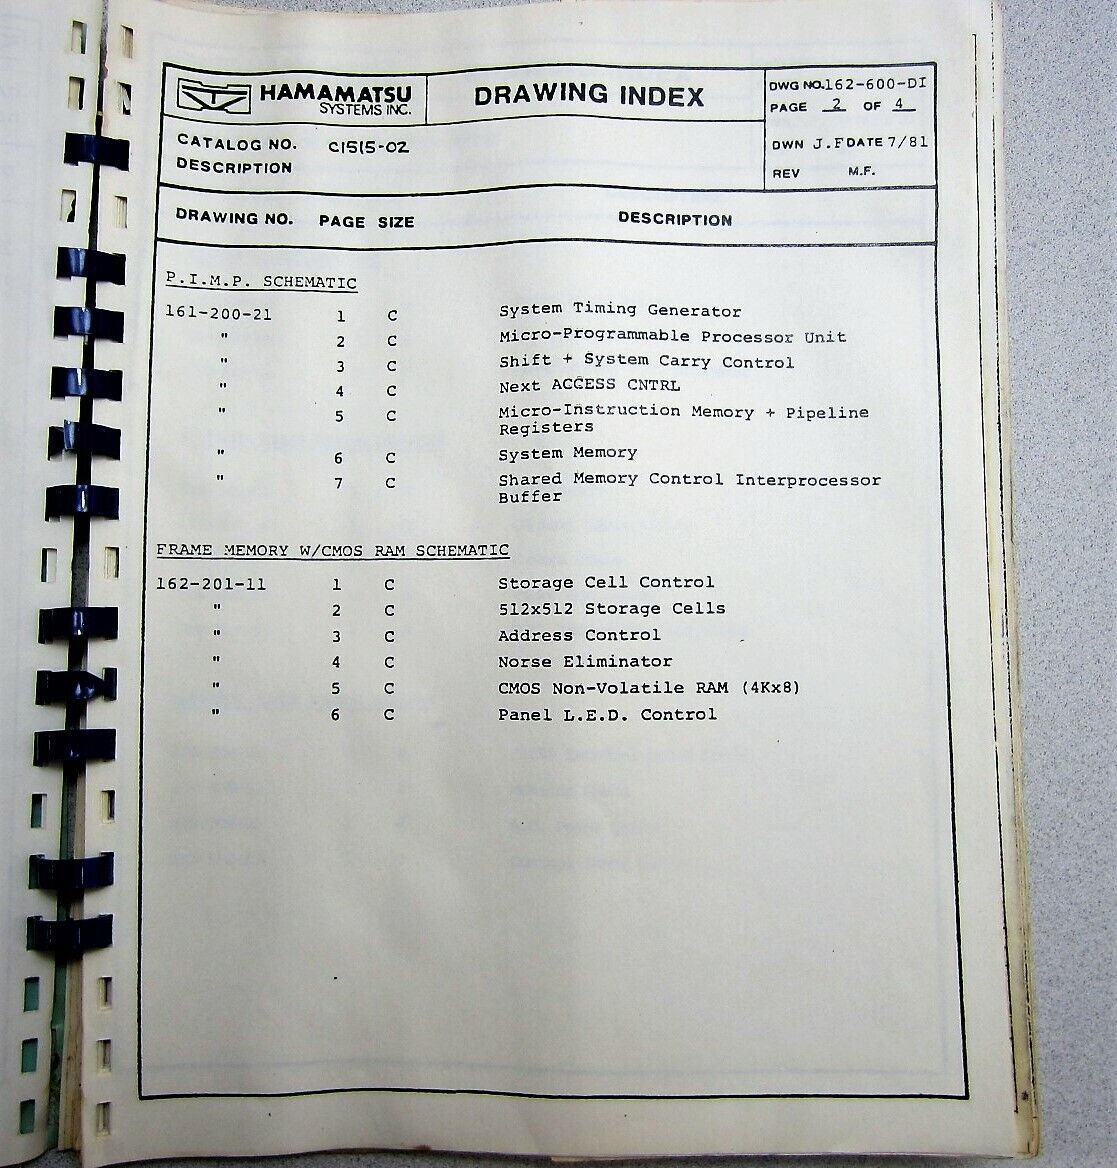 HAMAMATSU
SYSTEMS INC.
DRAWING INDEX
DWG NO.162-600-DI
PAGE 2 OF 4
CATALOG NO. C1515-02
DESCRIPTION
DWN J.F DATE 7/81
REV M.F.
DRAWING NO. PAGE SIZE DESCRIPTION
P.I.M.P. SCHEMATIC
161-200-21 1 C System Timing Generator
" 2 C Micro-Programmable Processor Unit
" 3 C Shift + System Carry Control
" 4 C Next ACCESS CNTRL
" 5 C Micro-Instruction Memory + Pipeline
Registers
" 6 C System Memory
" 7 C Shared Memory Control Interprocessor
Buffer
FRAME MEMORY W/CMOS RAM SCHEMATIC
162-201-11 1 C Storage Cell Control
" 2 C 512x512 Storage Cells
" 3 C Address Control
" 4 C Norse Eliminator
" 5 C CMOS Non-Volatile RAM (4Kx8)
" 6 C Panel L.E.D. Control